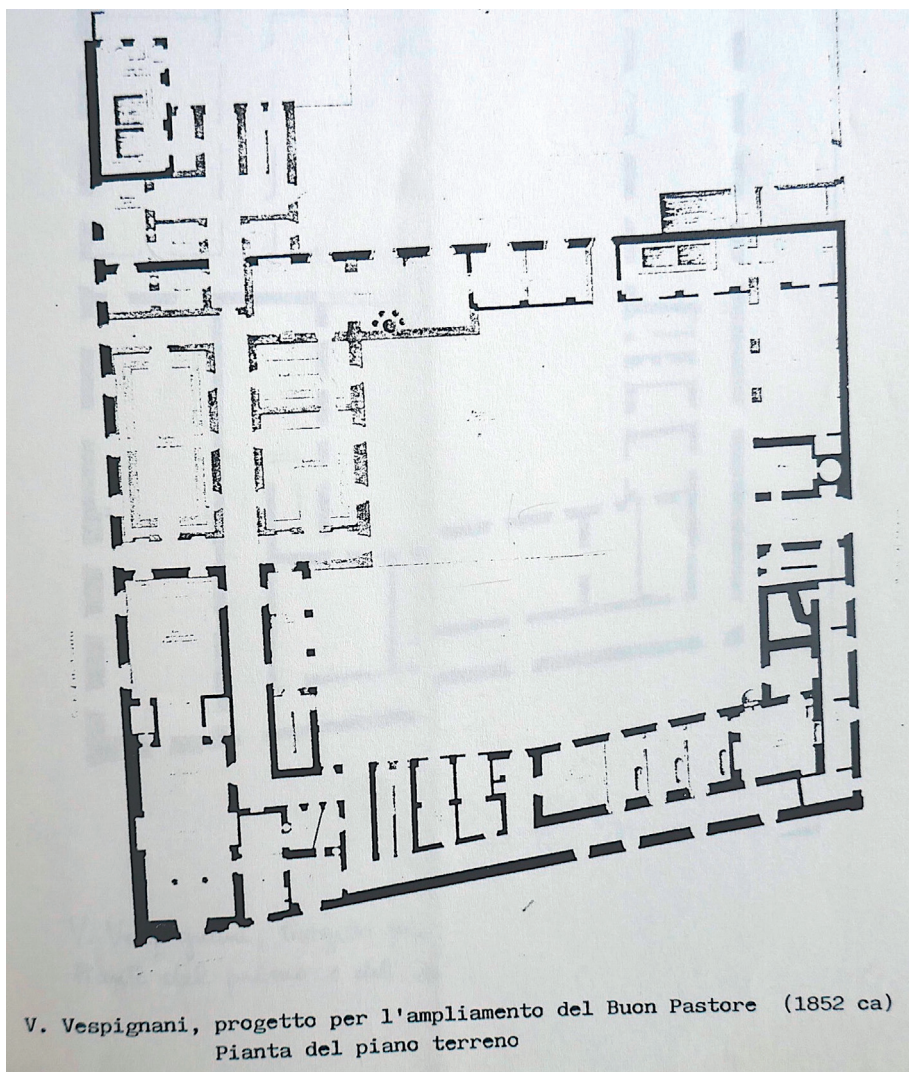 V. Vespignani, progetto per l'ampliamento del Buon Pastore (1852 ca)
Pianta del piano terreno